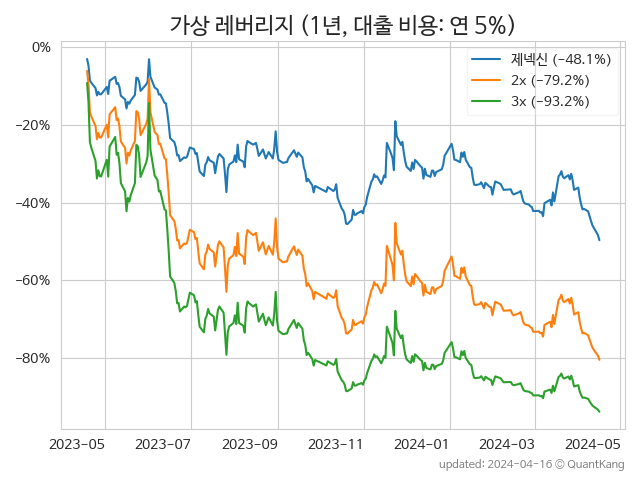 가상 레버리지 (1년, 대출 비용: 연 5%)
제넥신 (−48.1%)
2x (−79.2%)
3x (−93.2%)
0%
−20%
−40%
−60%
−80%
2023-05 2023-07 2023-09 2023-11 2024-01 2024-03 2024-05
updated: 2024-04-16 © QuantKang